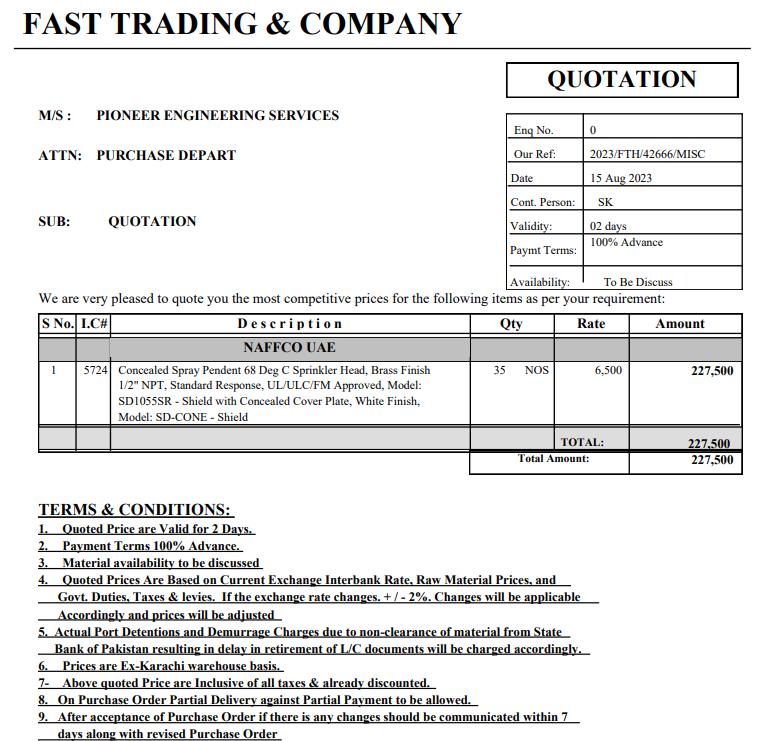 FAST TRADING & COMPANY
QUOTATION
M/S : PIONEER ENGINEERING SERVICES
ATTN: PURCHASE DEPART
SUB: QUOTATION
Enq No. 0
Our Ref: 2023/FTH/42666/MISC
Date 15 Aug 2023
Cont. Person: SK
Validity: 02 days
Paymt Terms: 100% Advance
Availability: To Be Discuss
We are very pleased to quote you the most competitive prices for the following items as per your requirement:
S No. I.C# Description Qty Rate Amount
NAFFCO UAE
1 5724 Concealed Spray Pendent 68 Deg C Sprinkler Head, Brass Finish 35 NOS 6,500 227,500
1/2" NPT, Standard Response, UL/ULC/FM Approved, Model:
SD1055SR - Shield with Concealed Cover Plate, White Finish,
Model: SD-CONE - Shield
TOTAL: 227,500
Total Amount: 227,500
TERMS & CONDITIONS:
1. Quoted Price are Valid for 2 Days.
2. Payment Terms 100% Advance.
3. Material availability to be discussed
4. Quoted Prices Are Based on Current Exchange Interbank Rate, Raw Material Prices, and
Govt. Duties, Taxes & levies. If the exchange rate changes. + / - 2%. Changes will be applicable
Accordingly and prices will be adjusted
5. Actual Port Detentions and Demurrage Charges due to non-clearance of material from State
Bank of Pakistan resulting in delay in retirement of L/C documents will be charged accordingly.
6. Prices are Ex-Karachi warehouse basis.
7- Above quoted Price are Inclusive of all taxes & already discounted.
8. On Purchase Order Partial Delivery against Partial Payment to be allowed.
9. After acceptance of Purchase Order if there is any changes should be communicated within 7
days along with revised Purchase Order